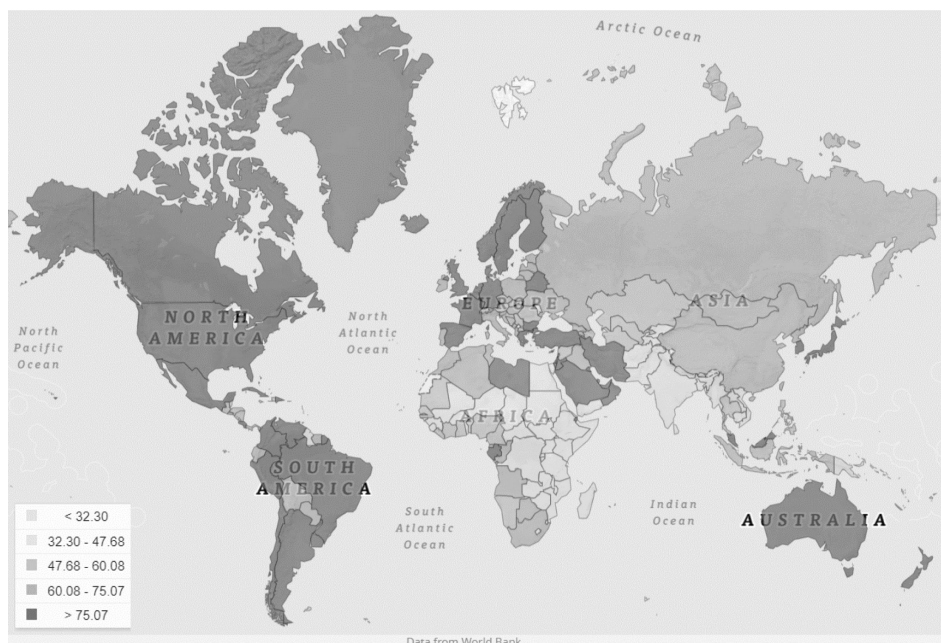 Arctic Ocean
NORTH
AMERICA
EUROPE
ASIA
North
Pacific
Ocean
North
Atlantic
Ocean
AFRICA
SOUTH
AMERICA
South
Atlantic
Ocean
Indian
Ocean
AUSTRALIA
< 32.30
32.30 - 47.68
47.68 - 60.08
60.08 - 75.07
> 75.07
Data from World Bank